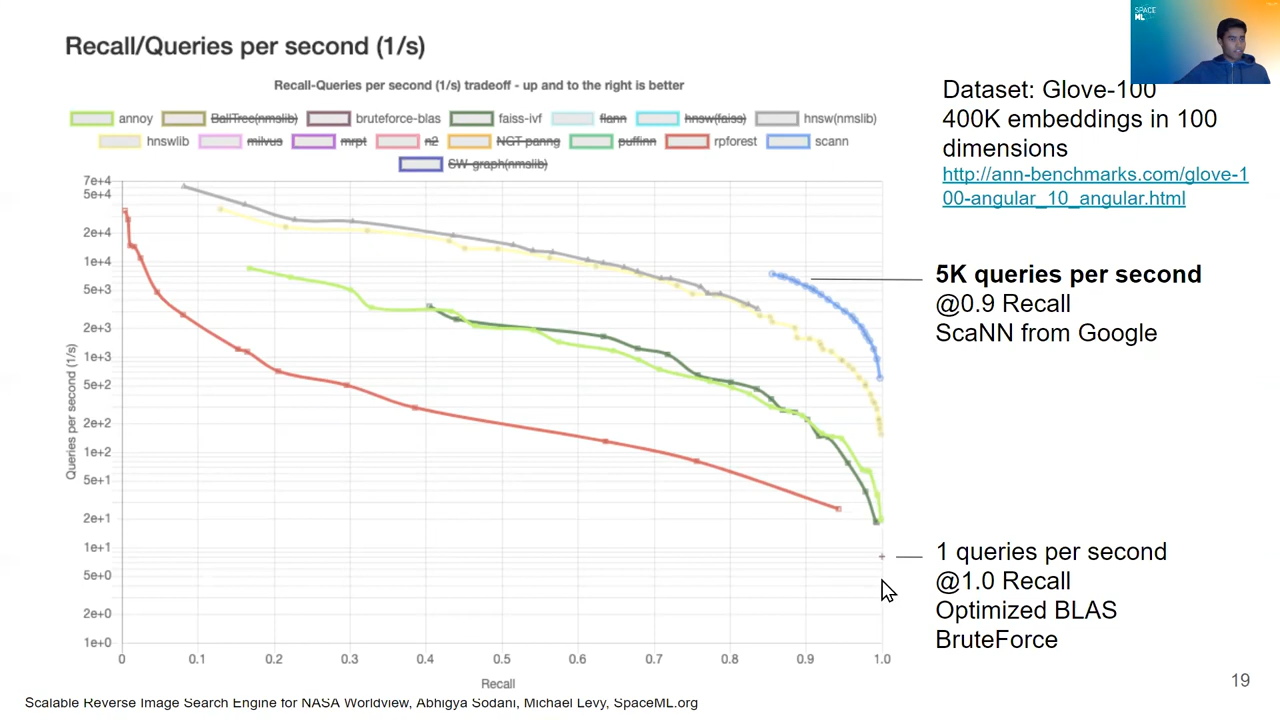 SPACE
ML
Recall/Queries per second (1/s)
Recall-Queries per second (1/s) tradeoff - up and to the right is better
annoy BallTree(nmslib) bruteforce-blas faiss-ivf flann hnsw(faiss) hnsw(nmslib)
hnswlib milvus mrpt n2 NGT-panng puffinn rpforest scann
SW-graph(nmslib)
7e+4
5e+4
2e+4
1e+4
5e+3
2e+3
1e+3
5e+2
2e+2
1e+2
5e+1
2e+1
1e+1
5e+0
2e+0
1e+0
Queries per second (1/s)
0 0.1 0.2 0.3 0.4 0.5 0.6 0.7 0.8 0.9 1.0
Recall
Dataset: Glove-100
400K embeddings in 100
dimensions
http://ann-benchmarks.com/glove-1
00-angular_10_angular.html
5K queries per second
@0.9 Recall
ScaNN from Google
1 queries per second
@1.0 Recall
Optimized BLAS
BruteForce
19
Scalable Reverse Image Search Engine for NASA Worldview, Abhigya Sodani, Michael Levy, SpaceML.org